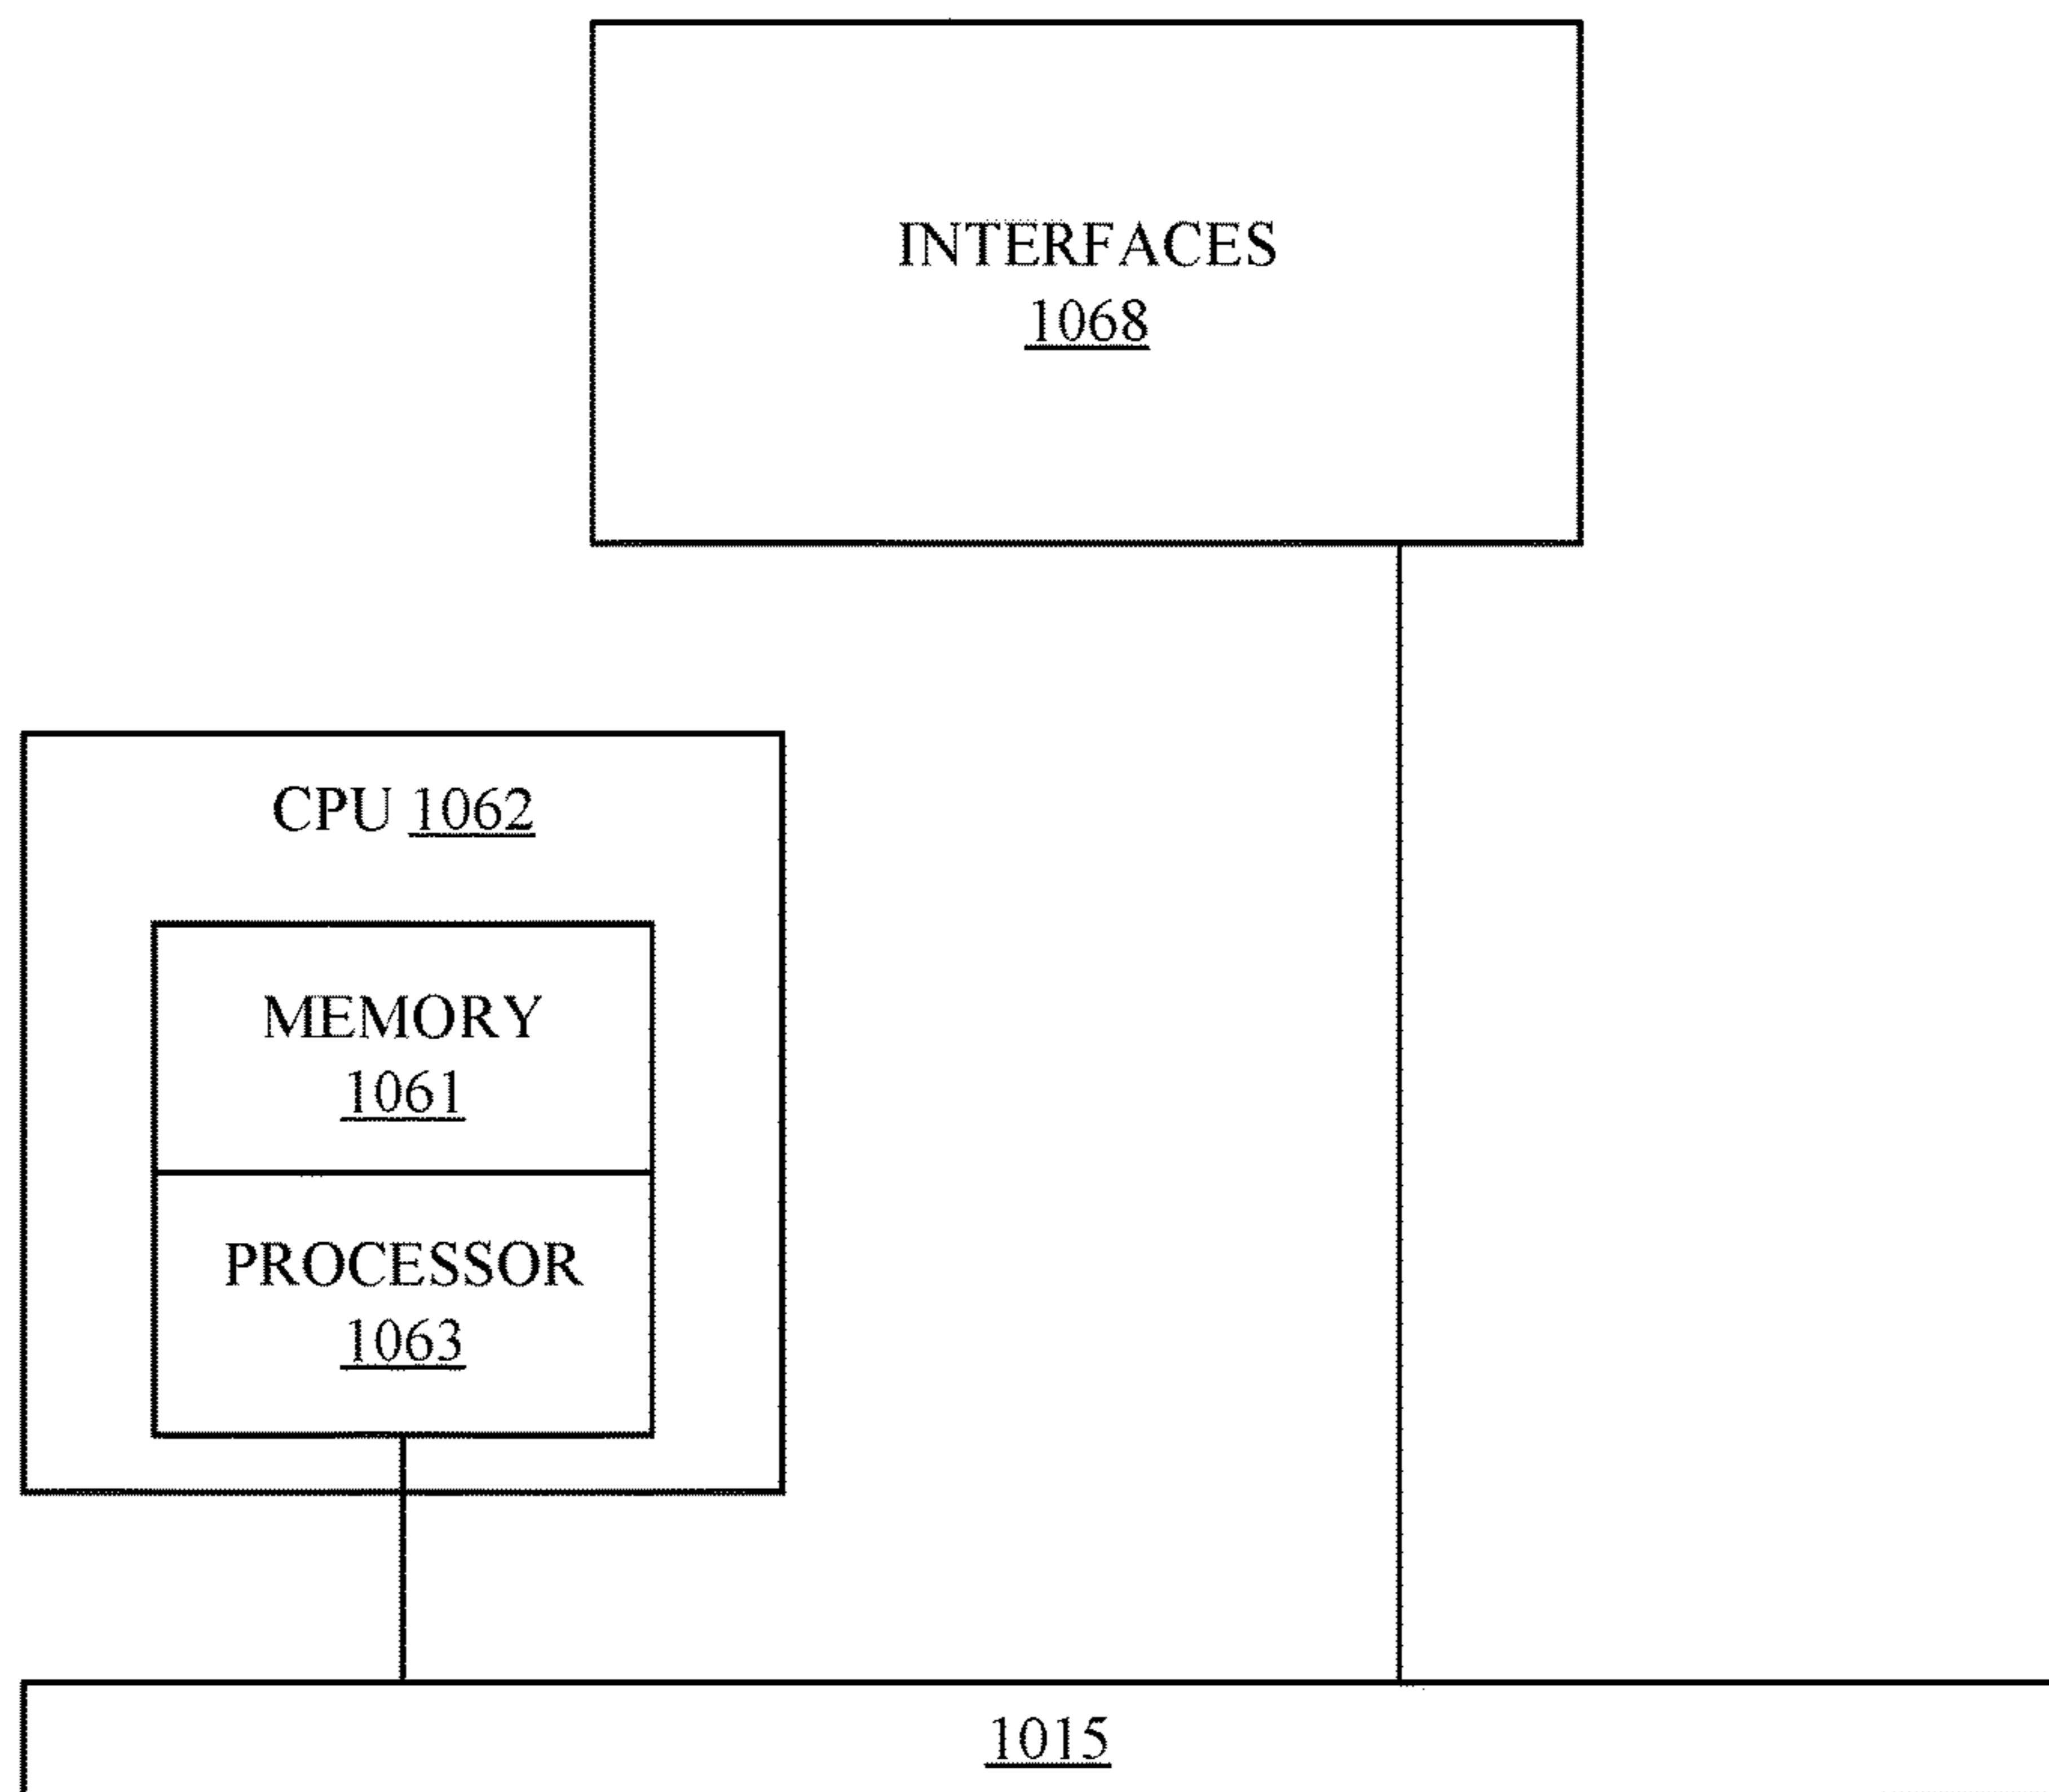 INTERFACES
1068
CPU 1062
MEMORY
1061
PROCESSOR
1063
1015